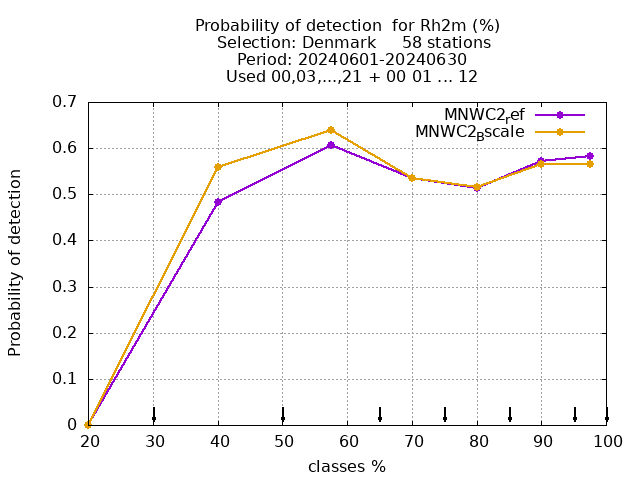 Probability of detection  for Rh2m (%)
Selection: Denmark     58 stations
Period: 20240601-20240630
Used 00,03,...,21 + 00 01 ... 12
MNWC2ref
MNWC2Bscale
0.7
0.6
0.5
0.4
0.3
0.2
0.1
0
Probability of detection
20 30 40 50 60 70 80 90 100
classes %